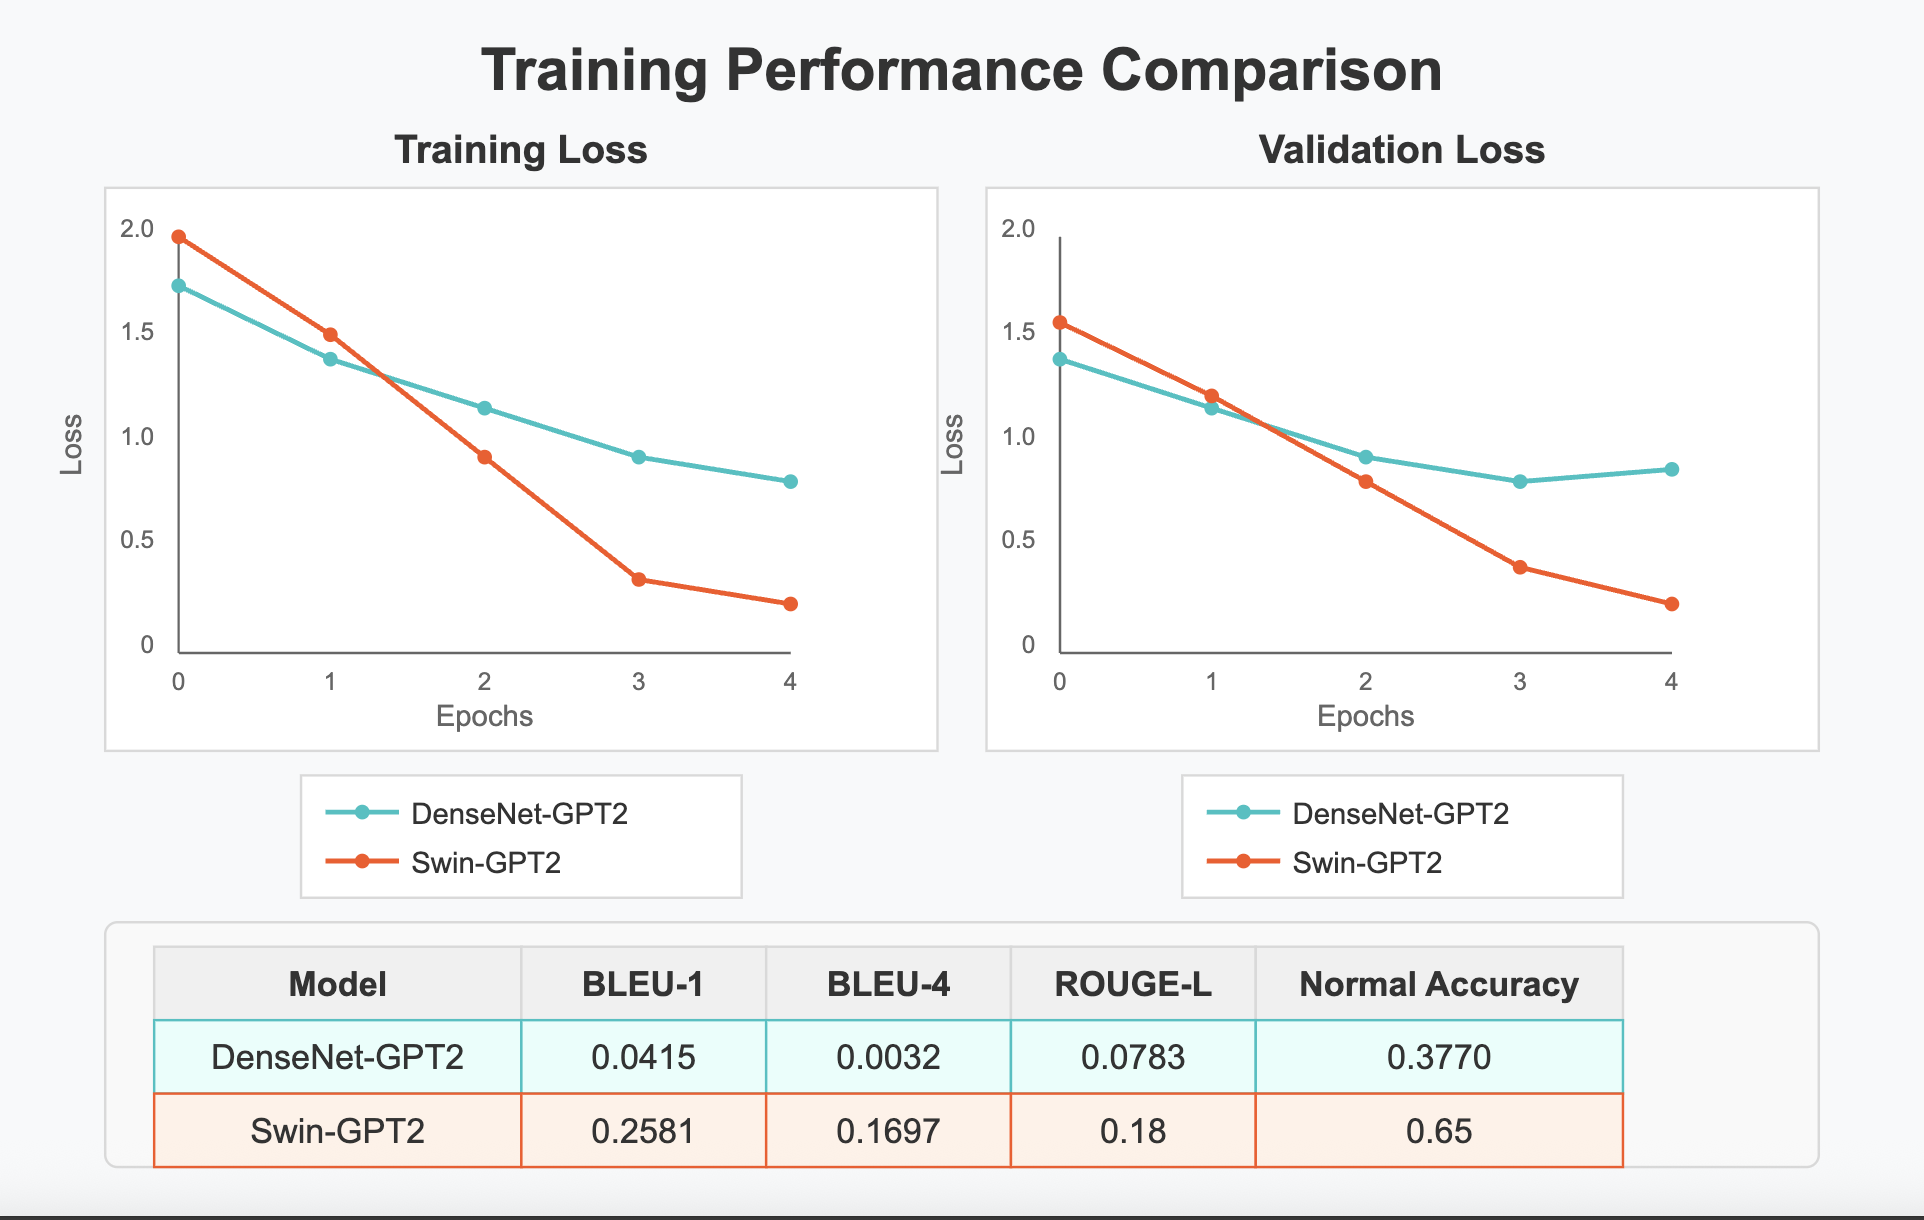 Training Performance Comparison
Training Loss
2.0
1.5
1.0
0.5
0
Loss
0 1 2 3 4
Epochs
DenseNet-GPT2
Swin-GPT2
Validation Loss
2.0
1.5
1.0
0.5
0
Loss
0 1 2 3 4
Epochs
DenseNet-GPT2
Swin-GPT2
Model BLEU-1 BLEU-4 ROUGE-L Normal Accuracy
DenseNet-GPT2 0.0415 0.0032 0.0783 0.3770
Swin-GPT2 0.2581 0.1697 0.18 0.65